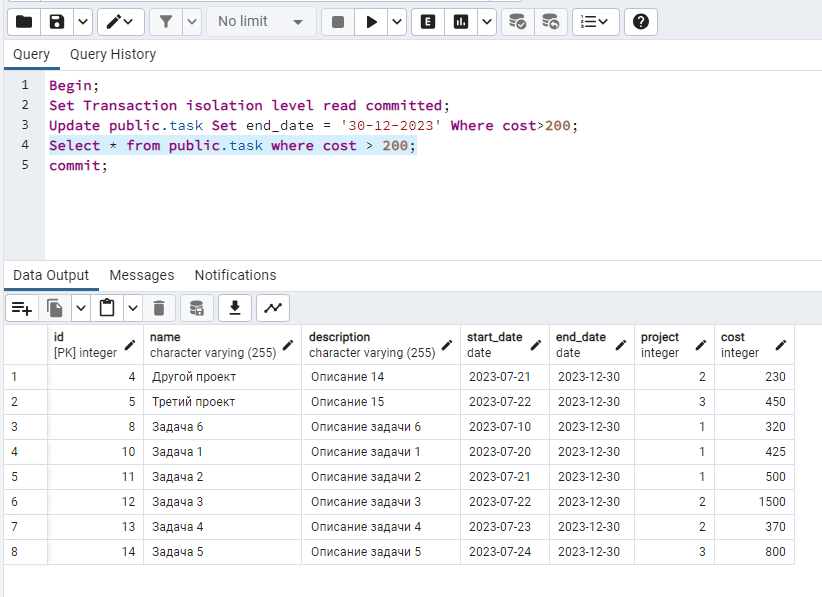 No limit
E
Query Query History
1 Begin;
2 Set Transaction isolation level read committed;
3 Update public.task Set end_date = '30-12-2023' Where cost>200;
4 Select * from public.task where cost > 200;
5 commit;
Data Output Messages Notifications
id name description start_date end_date project cost
[PK] integer character varying (255) character varying (255) date date integer integer
1 4 Другой проект Описание 14 2023-07-21 2023-12-30 2 230
2 5 Третий проект Описание 15 2023-07-22 2023-12-30 3 450
3 8 Задача 6 Описание задачи 6 2023-07-10 2023-12-30 1 320
4 10 Задача 1 Описание задачи 1 2023-07-20 2023-12-30 1 425
5 11 Задача 2 Описание задачи 2 2023-07-21 2023-12-30 1 500
6 12 Задача 3 Описание задачи 3 2023-07-22 2023-12-30 2 1500
7 13 Задача 4 Описание задачи 4 2023-07-23 2023-12-30 2 370
8 14 Задача 5 Описание задачи 5 2023-07-24 2023-12-30 3 800